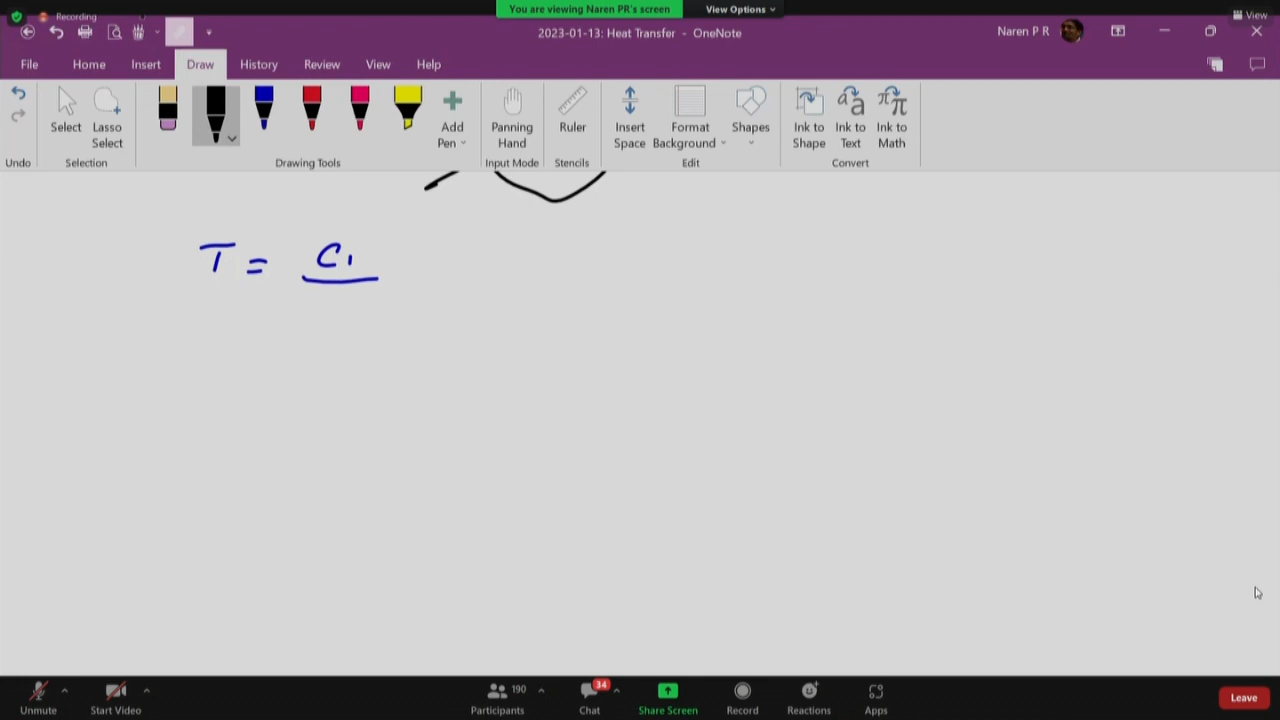 Recording
You are viewing Naren PR's screen
View Options
View
2023-01-13: Heat Transfer - OneNote
Naren P R
File Home Insert Draw History Review View Help
Undo
Select
Lasso Select
Selection
Add Pen
Drawing Tools
Panning Hand
Input Mode
Ruler
Stencils
Insert Space
Format Background
Shapes
Edit
Ink to Shape
Ink to Text
Ink to Math
Convert
T = C1
Unmute
Start Video
190
Participants
34
Chat
Share Screen
Record
Reactions
Apps
Leave